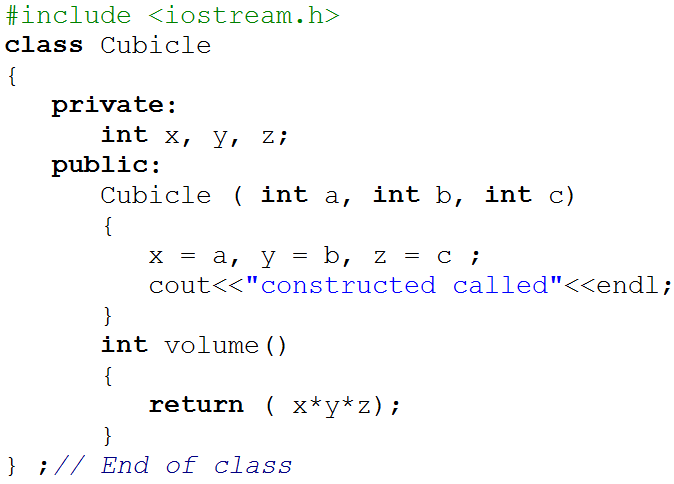 #include <iostream.h>
class Cubicle
{
private:
int x, y, z;
public:
Cubicle ( int a, int b, int c)
{
x = a, y = b, z = c ;
cout<<"constructed called"<<endl;
}
int volume()
{
return ( x*y*z);
}
} ;// End of class